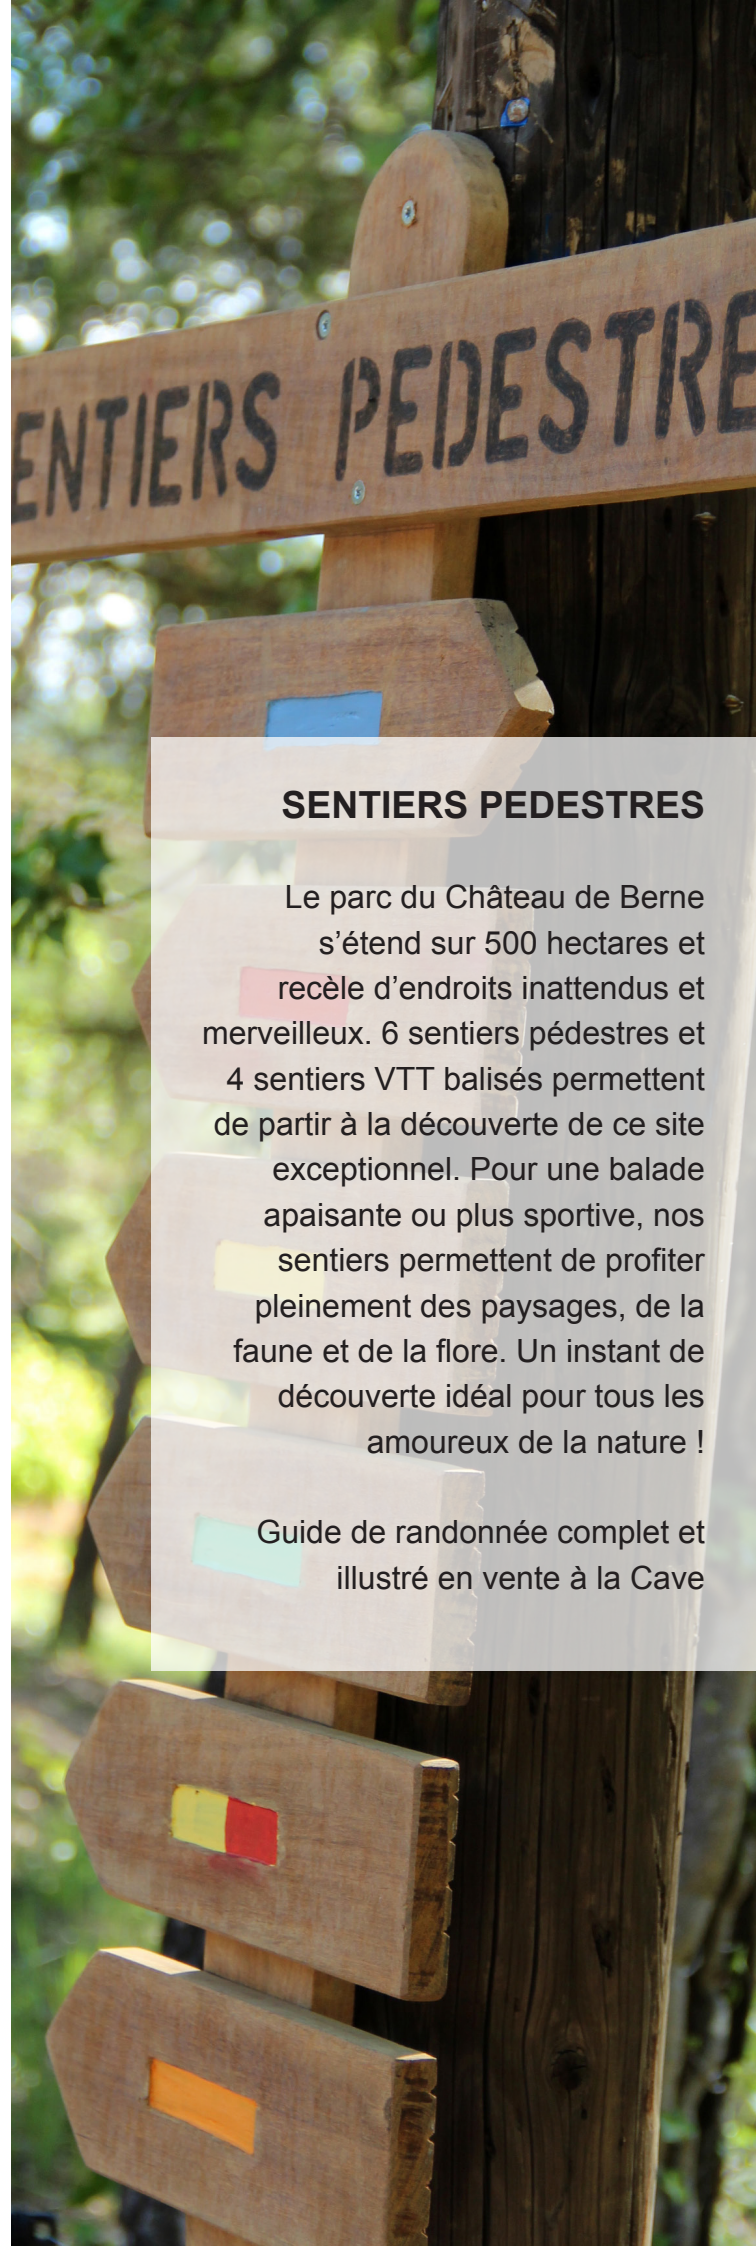 ENTIERS PEDESTRE
SENTIERS PEDESTRES
Le parc du Château de Berne
s’étend sur 500 hectares et
recèle d’endroits inattendus et
merveilleux. 6 sentiers pédestres et
4 sentiers VTT balisés permettent
de partir à la découverte de ce site
exceptionnel. Pour une balade
apaisante ou plus sportive, nos
sentiers permettent de profiter
pleinement des paysages, de la
faune et de la flore. Un instant de
découverte idéal pour tous les
amoureux de la nature !
Guide de randonnée complet et
illustré en vente à la Cave